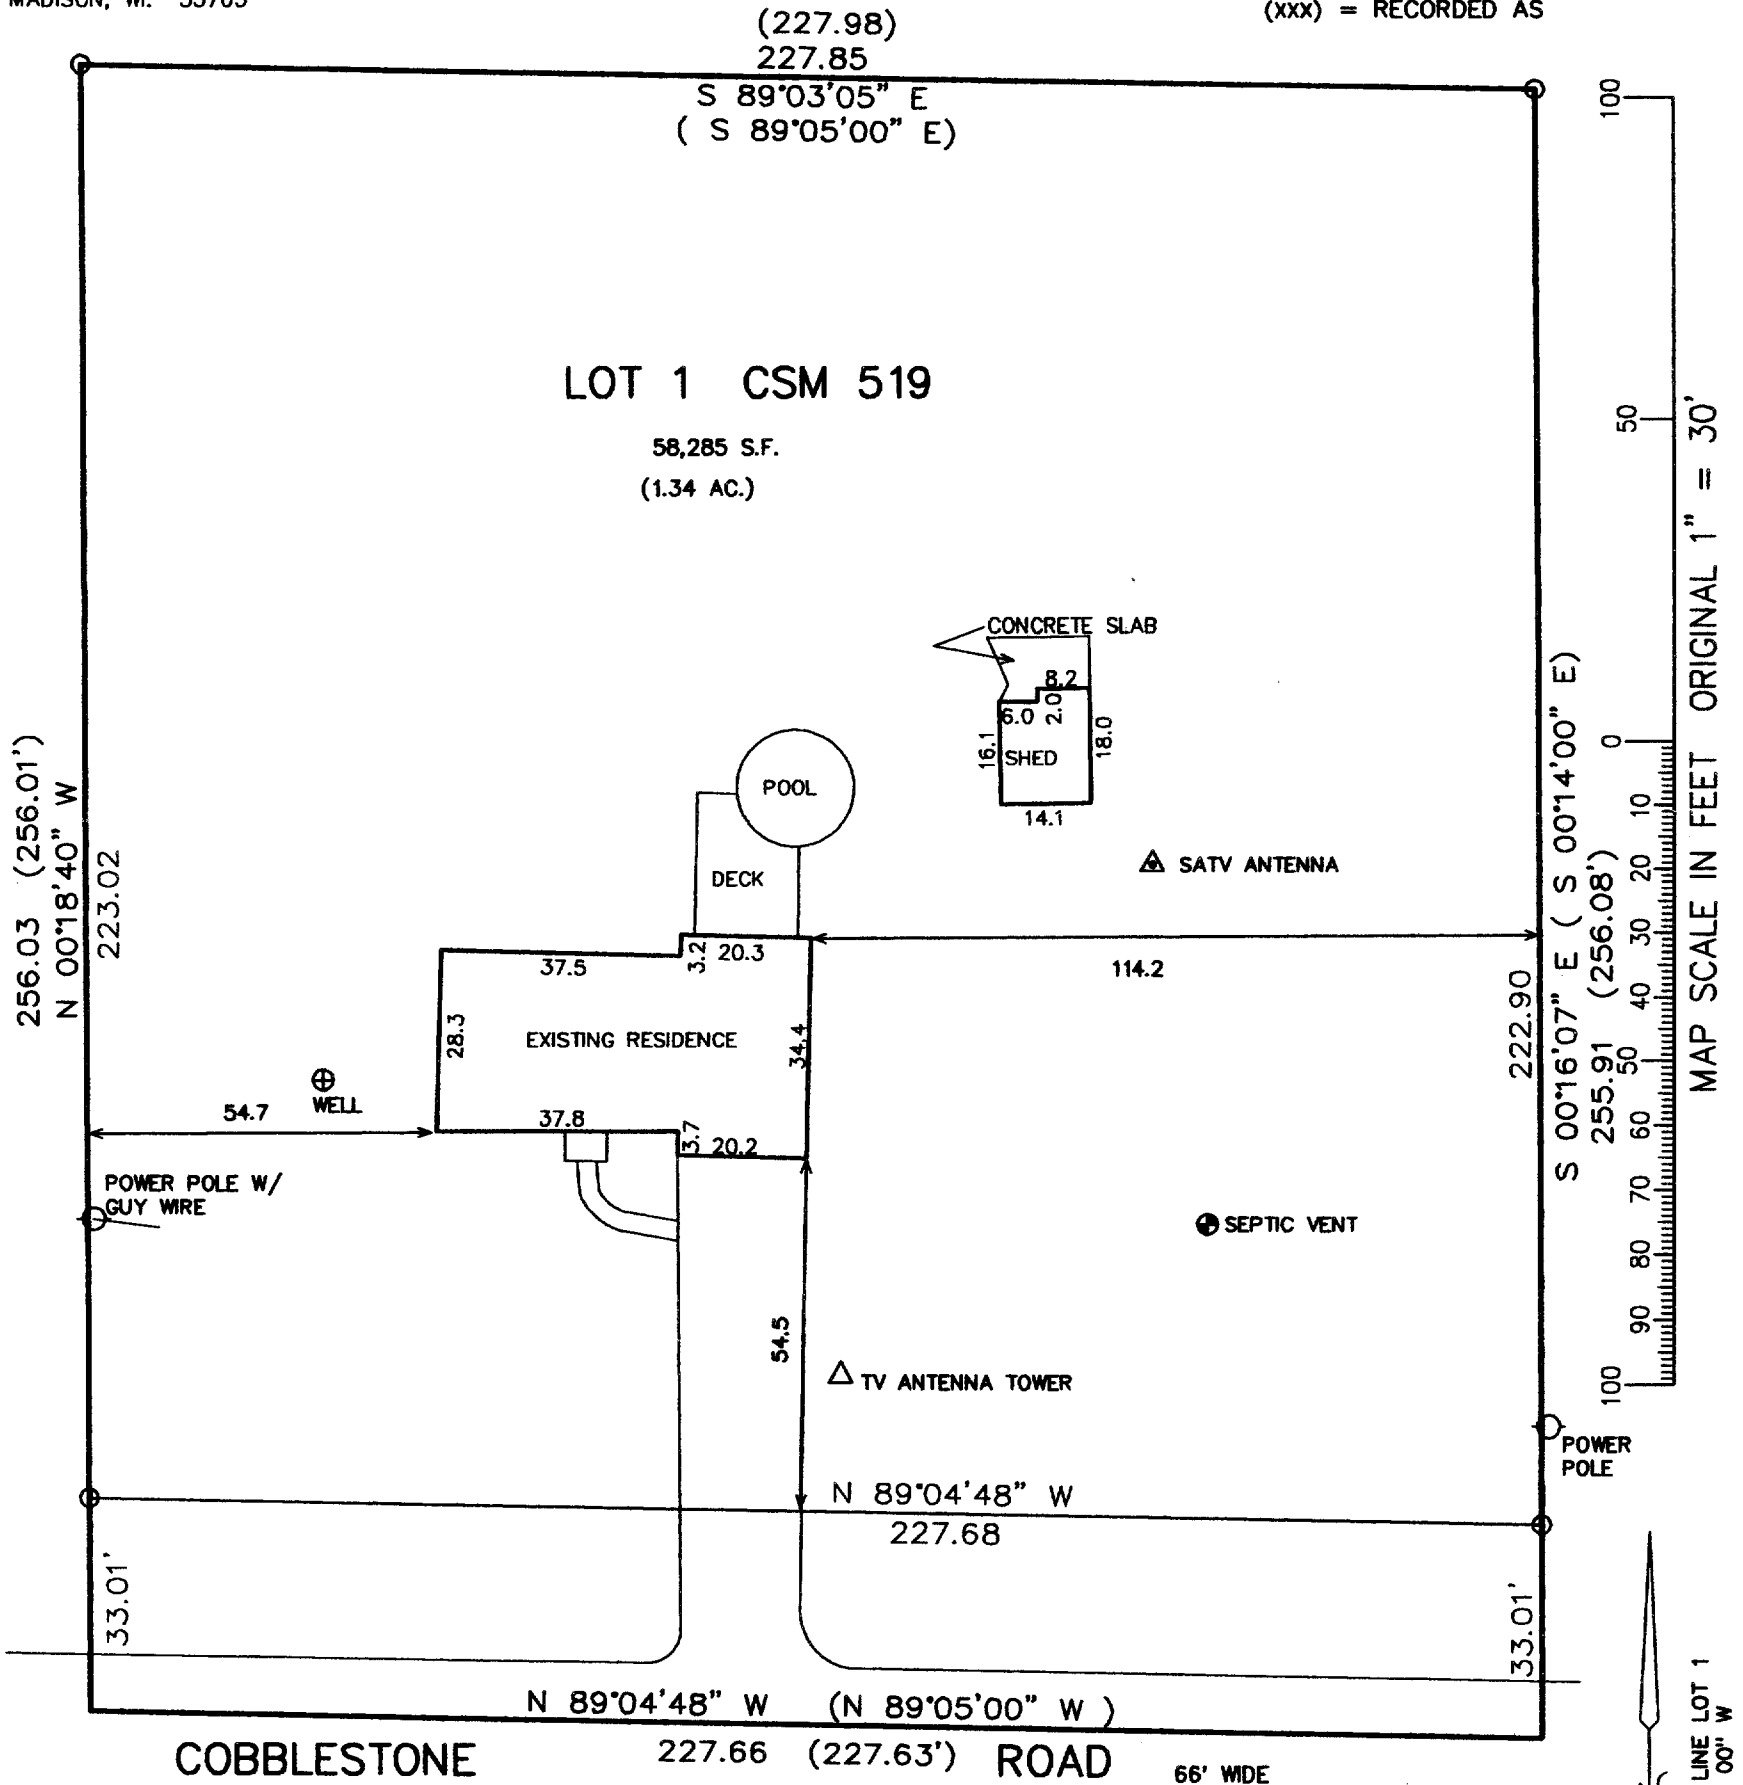 MADISON, WI. 53705
(XXX) = RECORDED AS
(227.98)
227.85
S 89°03'05" E
( S 89°05'00" E)
LOT 1 CSM 519
58,285 S.F.
(1.34 AC.)
CONCRETE SLAB
8.2
6.0
2.0
16.1
SHED
18.0
14.1
POOL
DECK
SATV ANTENNA
256.03 (256.01')
N 00°18'40" W
223.02
37.5
3.2
20.3
114.2
28.3
EXISTING RESIDENCE
34.4
WELL
54.7
37.8
3.7
20.2
POWER POLE W/
GUY WIRE
SEPTIC VENT
54.5
TV ANTENNA TOWER
222.90
S 00°16'07" E ( S 00°14'00" E)
255.91 (256.08')
100
50
0
10
20
30
40
50
60
70
80
90
100
MAP SCALE IN FEET ORIGINAL 1" = 30'
POWER
POLE
N 89°04'48" W
227.68
33.01'
33.01'
N 89°04'48" W (N 89°05'00" W )
COBBLESTONE 227.66 (227.63') ROAD
66' WIDE
LINE LOT 1
00" W